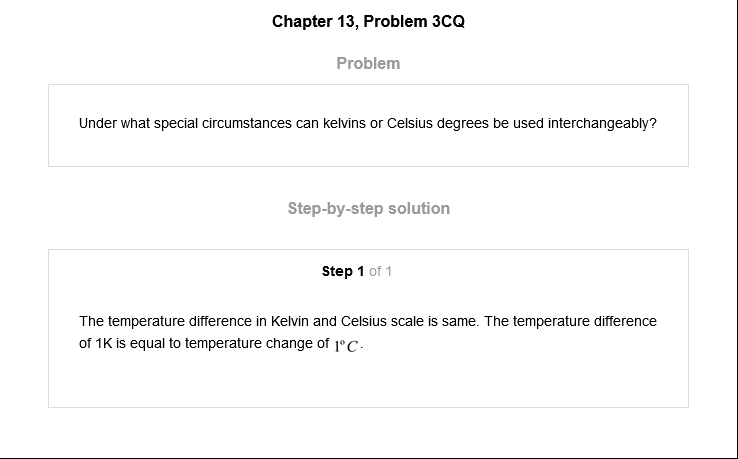 Chapter 13, Problem 3CQ
Problem
Under what special circumstances can kelvins or Celsius degrees be used interchangeably?
Step-by-step solution
Step 1 of 1
The temperature difference in Kelvin and Celsius scale is same. The temperature difference
of 1K is equal to temperature change of 1°C.